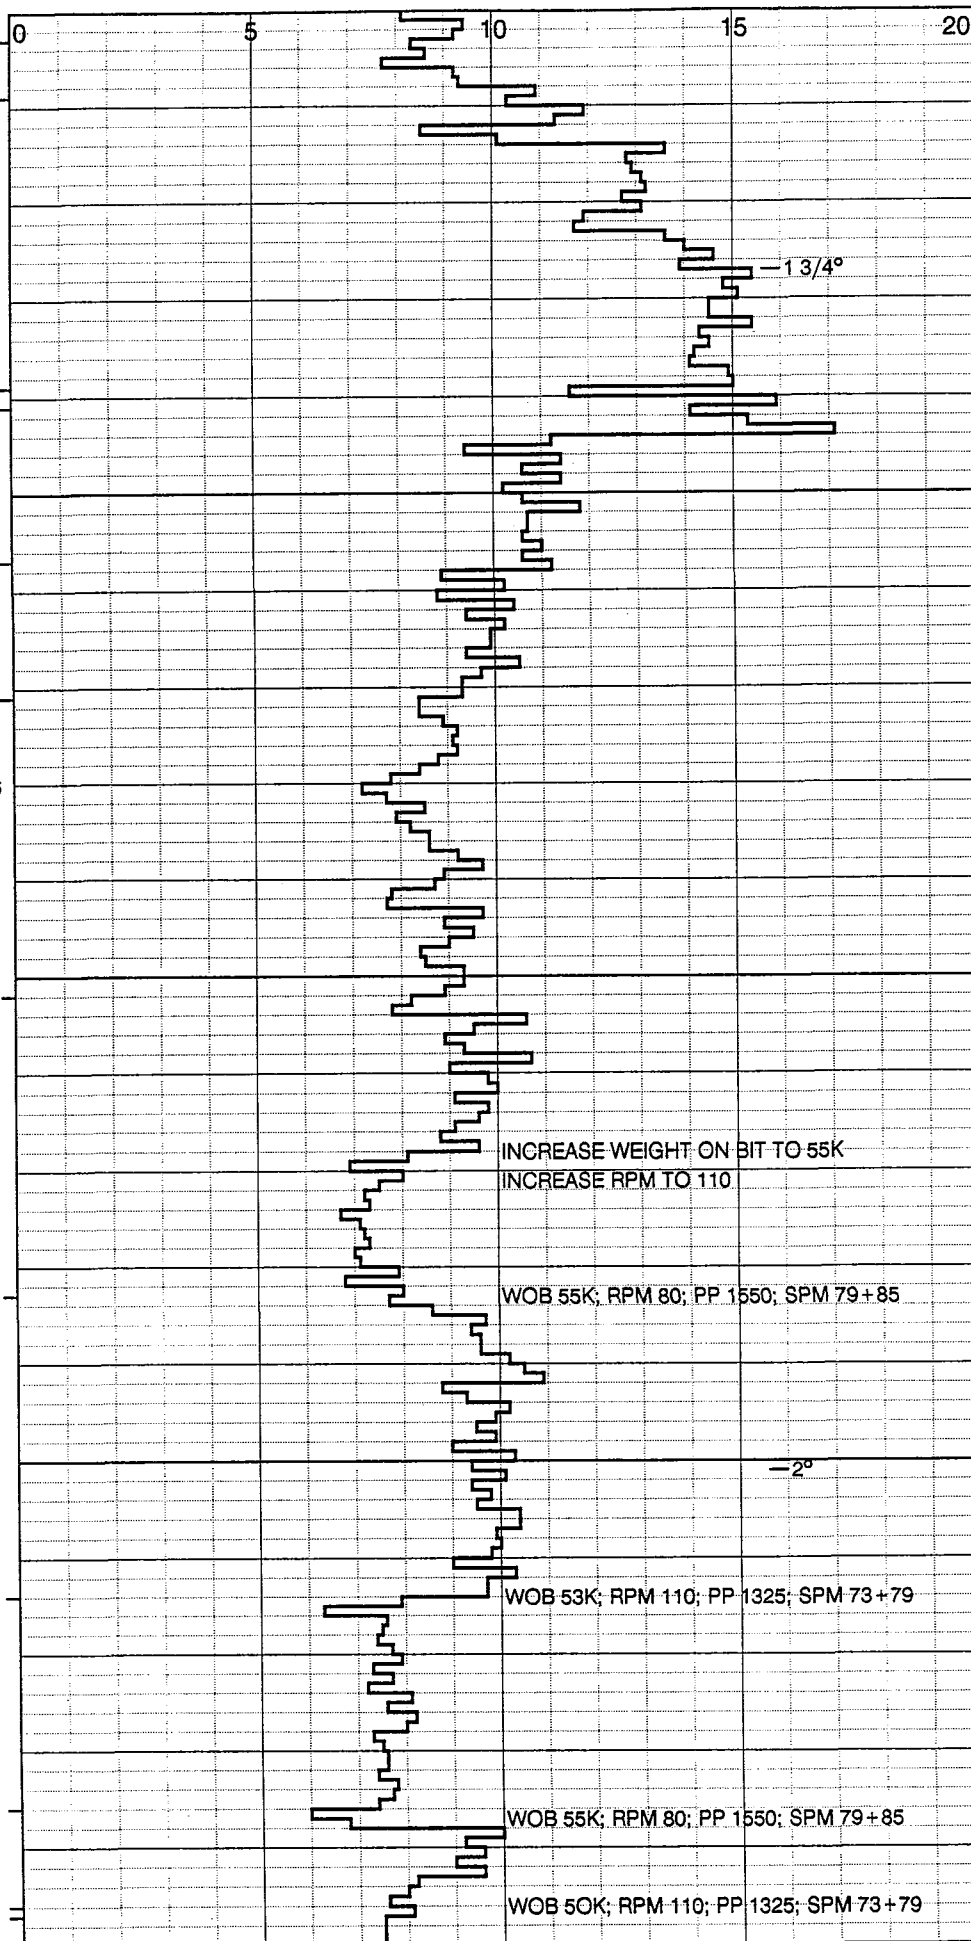 0 5 10 15 20
—1 3/4°
INCREASE WEIGHT ON BIT TO 55K
INCREASE RPM TO 110
WOB 55K; RPM 80; PP 1550; SPM 79+85
—2°
WOB 53K; RPM 110; PP 1325; SPM 73+79
WOB 55K; RPM 80; PP 1550; SPM 79+85
WOB 50K; RPM 110; PP 1325; SPM 73+79